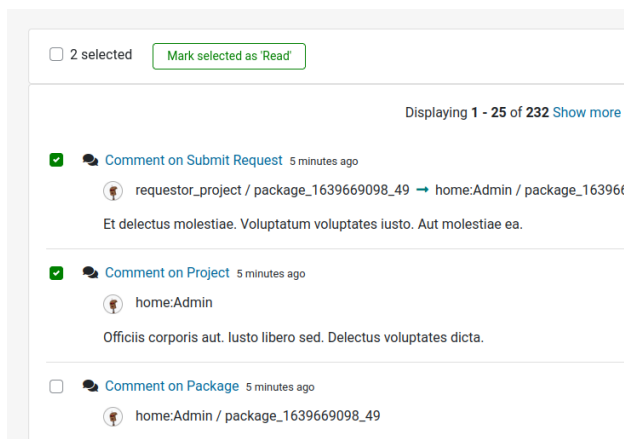 2 selected Mark selected as 'Read'
Displaying 1 - 25 of 232 Show more
Comment on Submit Request 5 minutes ago
requestor_project / package_1639669098_49 → home:Admin / package_16396
Et delectus molestiae. Voluptatum voluptates iusto. Aut molestiae ea.
Comment on Project 5 minutes ago
home:Admin
Officiis corporis aut. Iusto libero sed. Delectus voluptates dicta.
Comment on Package 5 minutes ago
home:Admin / package_1639669098_49